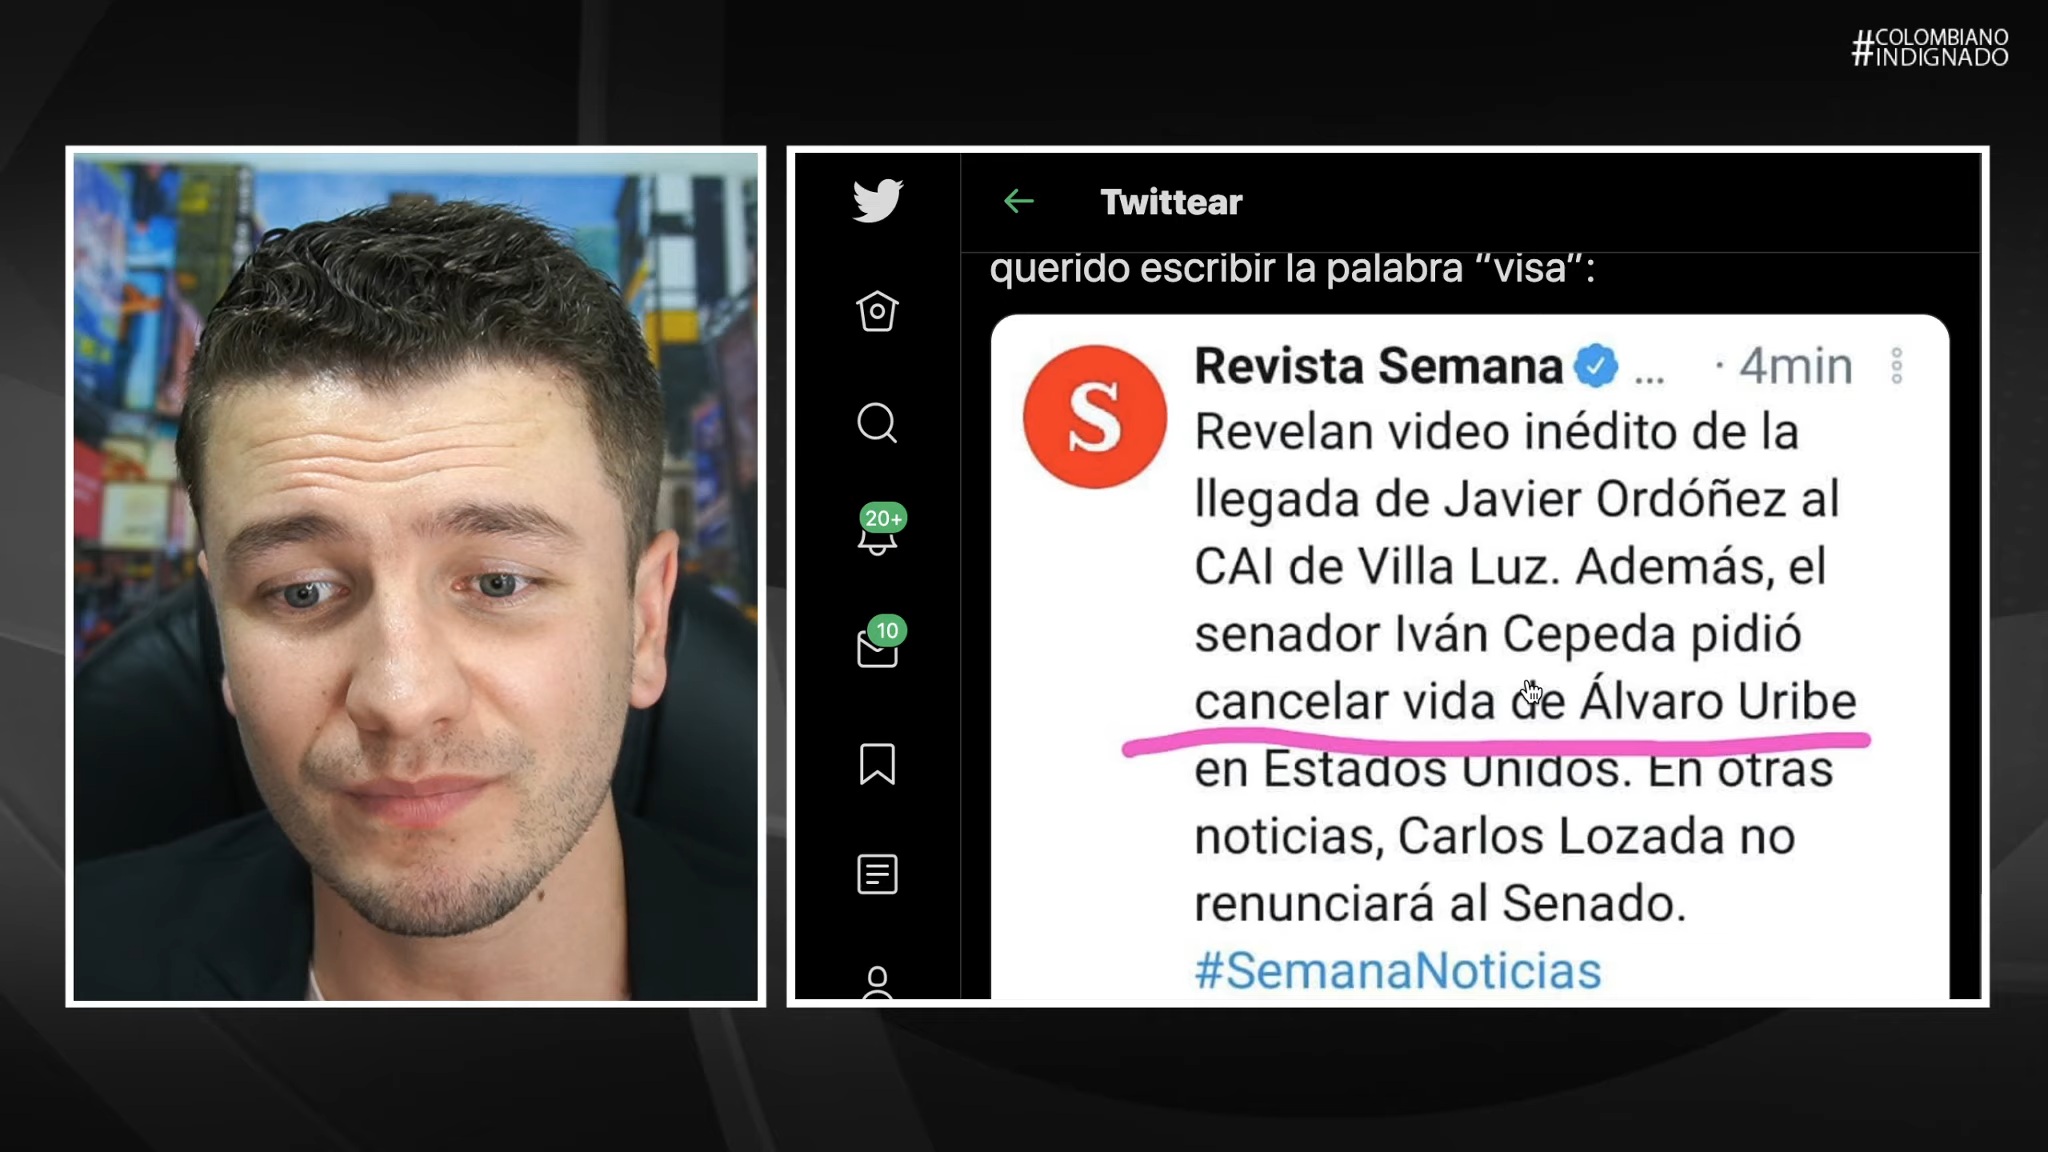 #COLOMBIANO
INDIGNADO
Twittear
querido escribir la palabra “visa”:
S
Revista Semana ... · 4min
Revelan video inédito de la
llegada de Javier Ordóñez al
CAI de Villa Luz. Además, el
senador Iván Cepeda pidió
cancelar vida de Álvaro Uribe
en Estados Unidos. En otras
noticias, Carlos Lozada no
renunciará al Senado.
#SemanaNoticias
20+
10